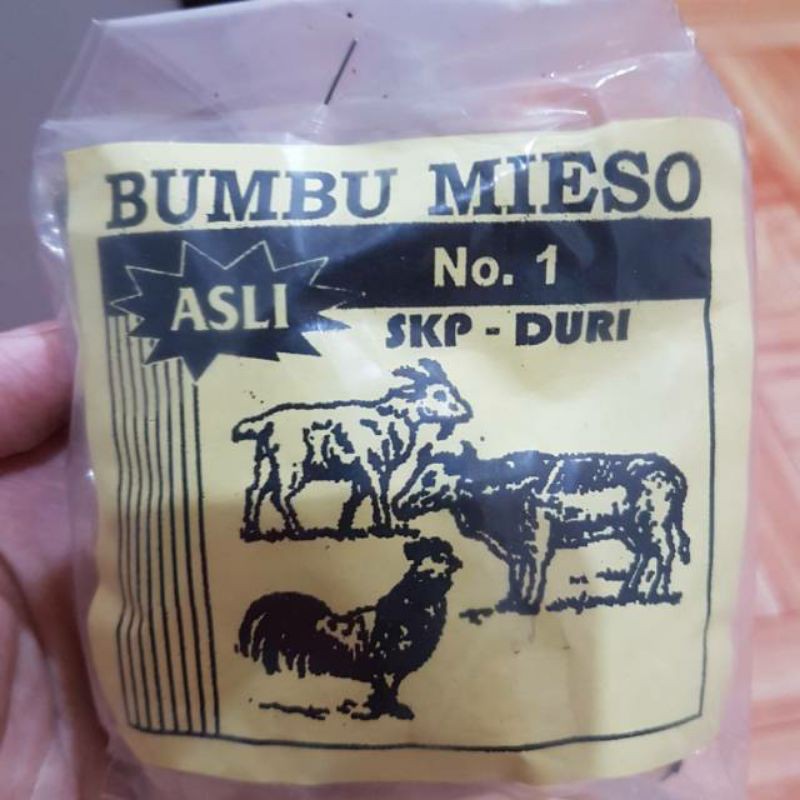 BUMBU MIESO
No. 1
ASLI
SKP - DURI